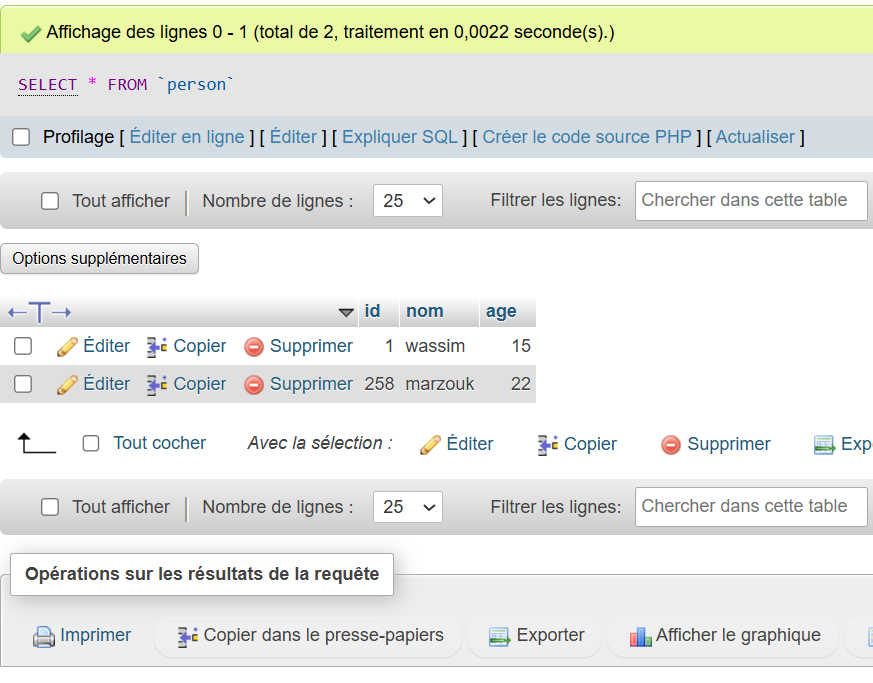 Affichage des lignes 0 - 1 (total de 2, traitement en 0,0022 seconde(s).)
SELECT * FROM `person`
Profilage [ Éditer en ligne ] [ Éditer ] [ Expliquer SQL ] [ Créer le code source PHP ] [ Actualiser ]
Tout afficher | Nombre de lignes : 25 Filtrer les lignes: Chercher dans cette table
Options supplémentaires
←T→ id nom age
Éditer Copier Supprimer 1 wassim 15
Éditer Copier Supprimer 258 marzouk 22
Tout cocher Avec la sélection : Éditer Copier Supprimer
Tout afficher | Nombre de lignes : 25 Filtrer les lignes: Chercher dans cette table
Opérations sur les résultats de la requête
Imprimer Copier dans le presse-papiers Exporter Afficher le graphique